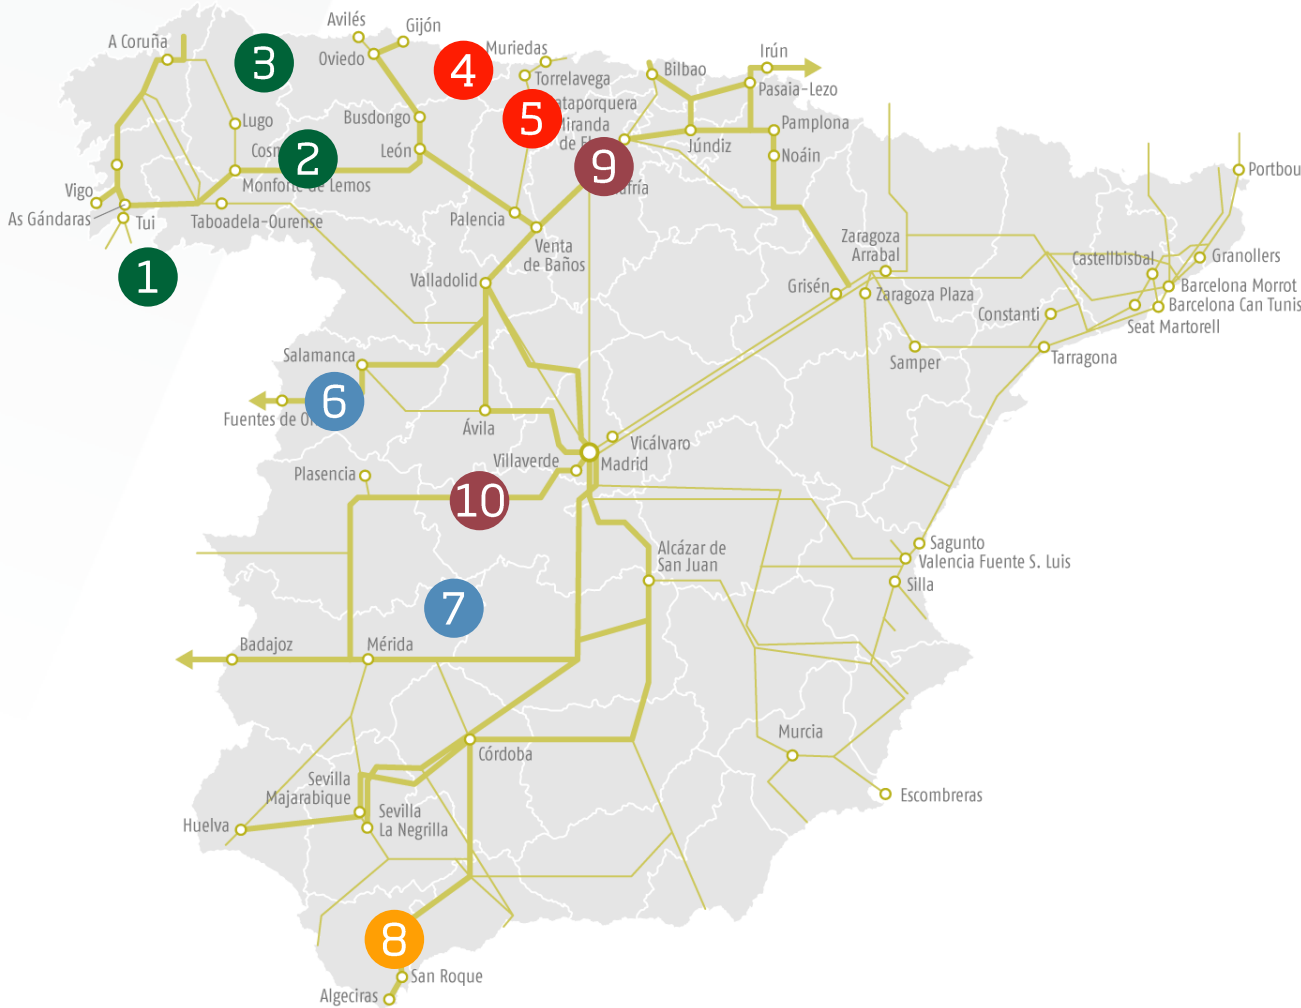 Avilés
Gijón
A Coruña
3
Oviedo
Muriedas
4
Torrelavega
Irún
Bilbao
Pasaia-Lezo
5
Lugo
Busdongo
Pamplona
Júndiz
León
Noáin
2
9
Monforte de Lemos
Portbou
Vigo
As Gándaras
Tui
Taboadela-Ourense
Palencia
Venta
de Baños
Zaragoza
Arrabal
Castellbisbal
Granollers
1
Valladolid
Grisén
Zaragoza Plaza
Barcelona Morrot
Barcelona Can Tunis
Constanti
Seat Martorell
Salamanca
Samper
Tarragona
6
Fuentes de
Ávila
Vicálvaro
Villaverde
Madrid
Plasencia
10
Alcázar de
San Juan
Sagunto
Valencia Fuente S. Luis
Silla
7
Badajoz
Mérida
Murcia
Córdoba
Sevilla
Majarabique
Escombreras
Sevilla
La Negrilla
Huelva
8
San Roque
Algeciras